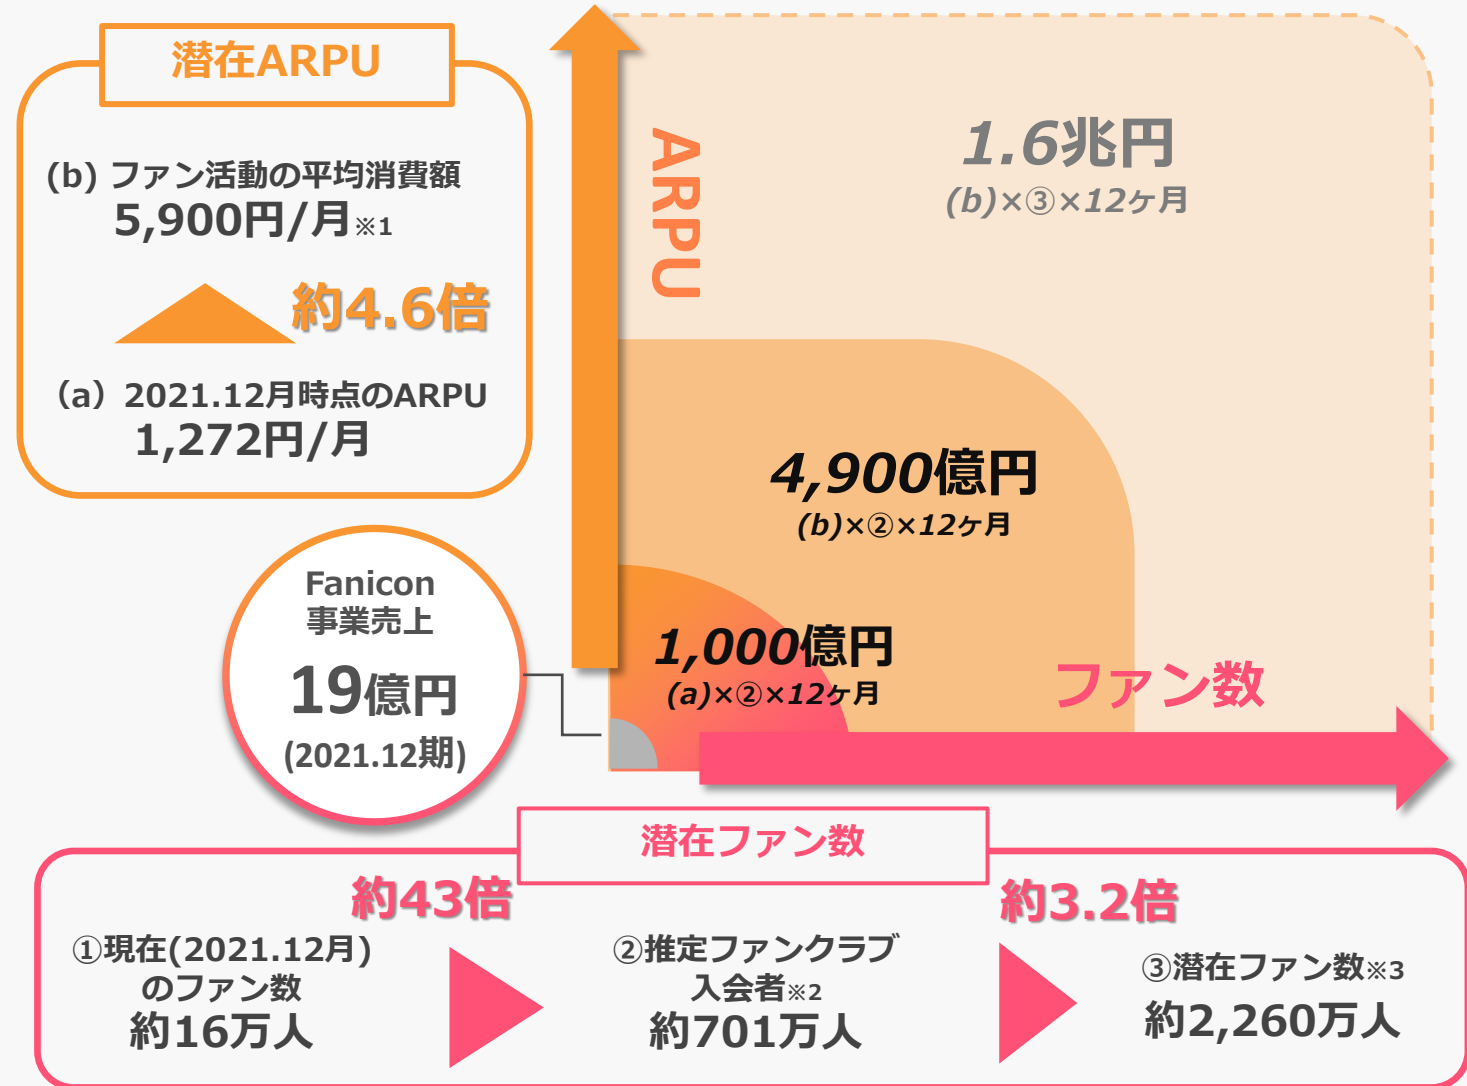 潜在ARPU
(b) ファン活動の平均消費額
5,900円/月※1
約4.6倍
（a）2021.12月時点のARPU
1,272円/月
ARPU
1.6兆円
(b)×③×12ヶ月
4,900億円
(b)×②×12ヶ月
1,000億円
(a)×②×12ヶ月
ファン数
Fanicon
事業売上
19億円
(2021.12期)
潜在ファン数
約43倍
約3.2倍
①現在(2021.12月)
のファン数
約16万人
②推定ファンクラブ
入会者※2
約701万人
③潜在ファン数※3
約2,260万人